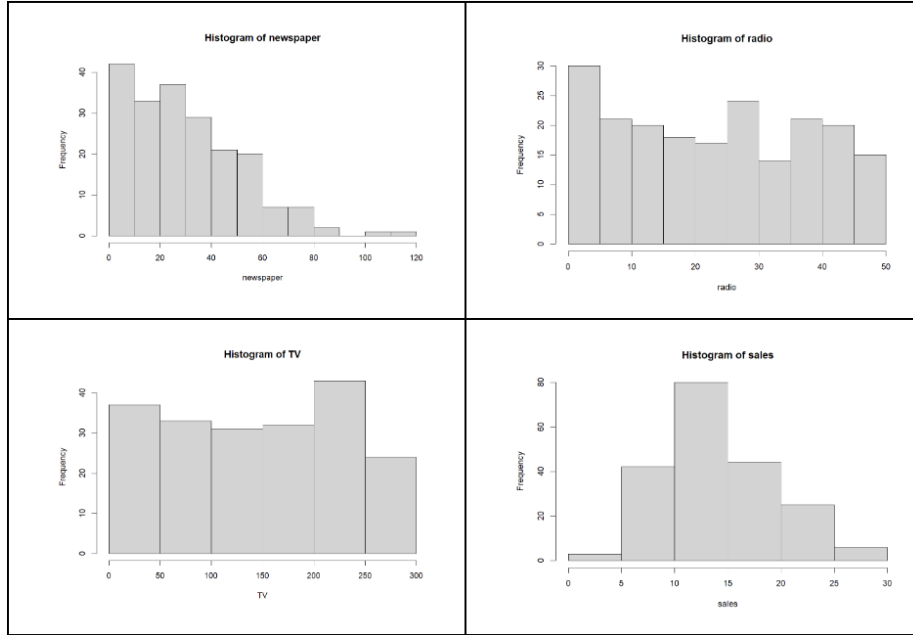 Histogram of newspaper
Frequency
0
10
20
30
40
0 20 40 60 80 100 120
newspaper
Histogram of radio
Frequency
0
5
10
15
20
25
30
0 10 20 30 40 50
radio
Histogram of TV
Frequency
0
10
20
30
40
0 50 100 150 200 250 300
TV
Histogram of sales
Frequency
0
20
40
60
80
0 5 10 15 20 25 30
sales